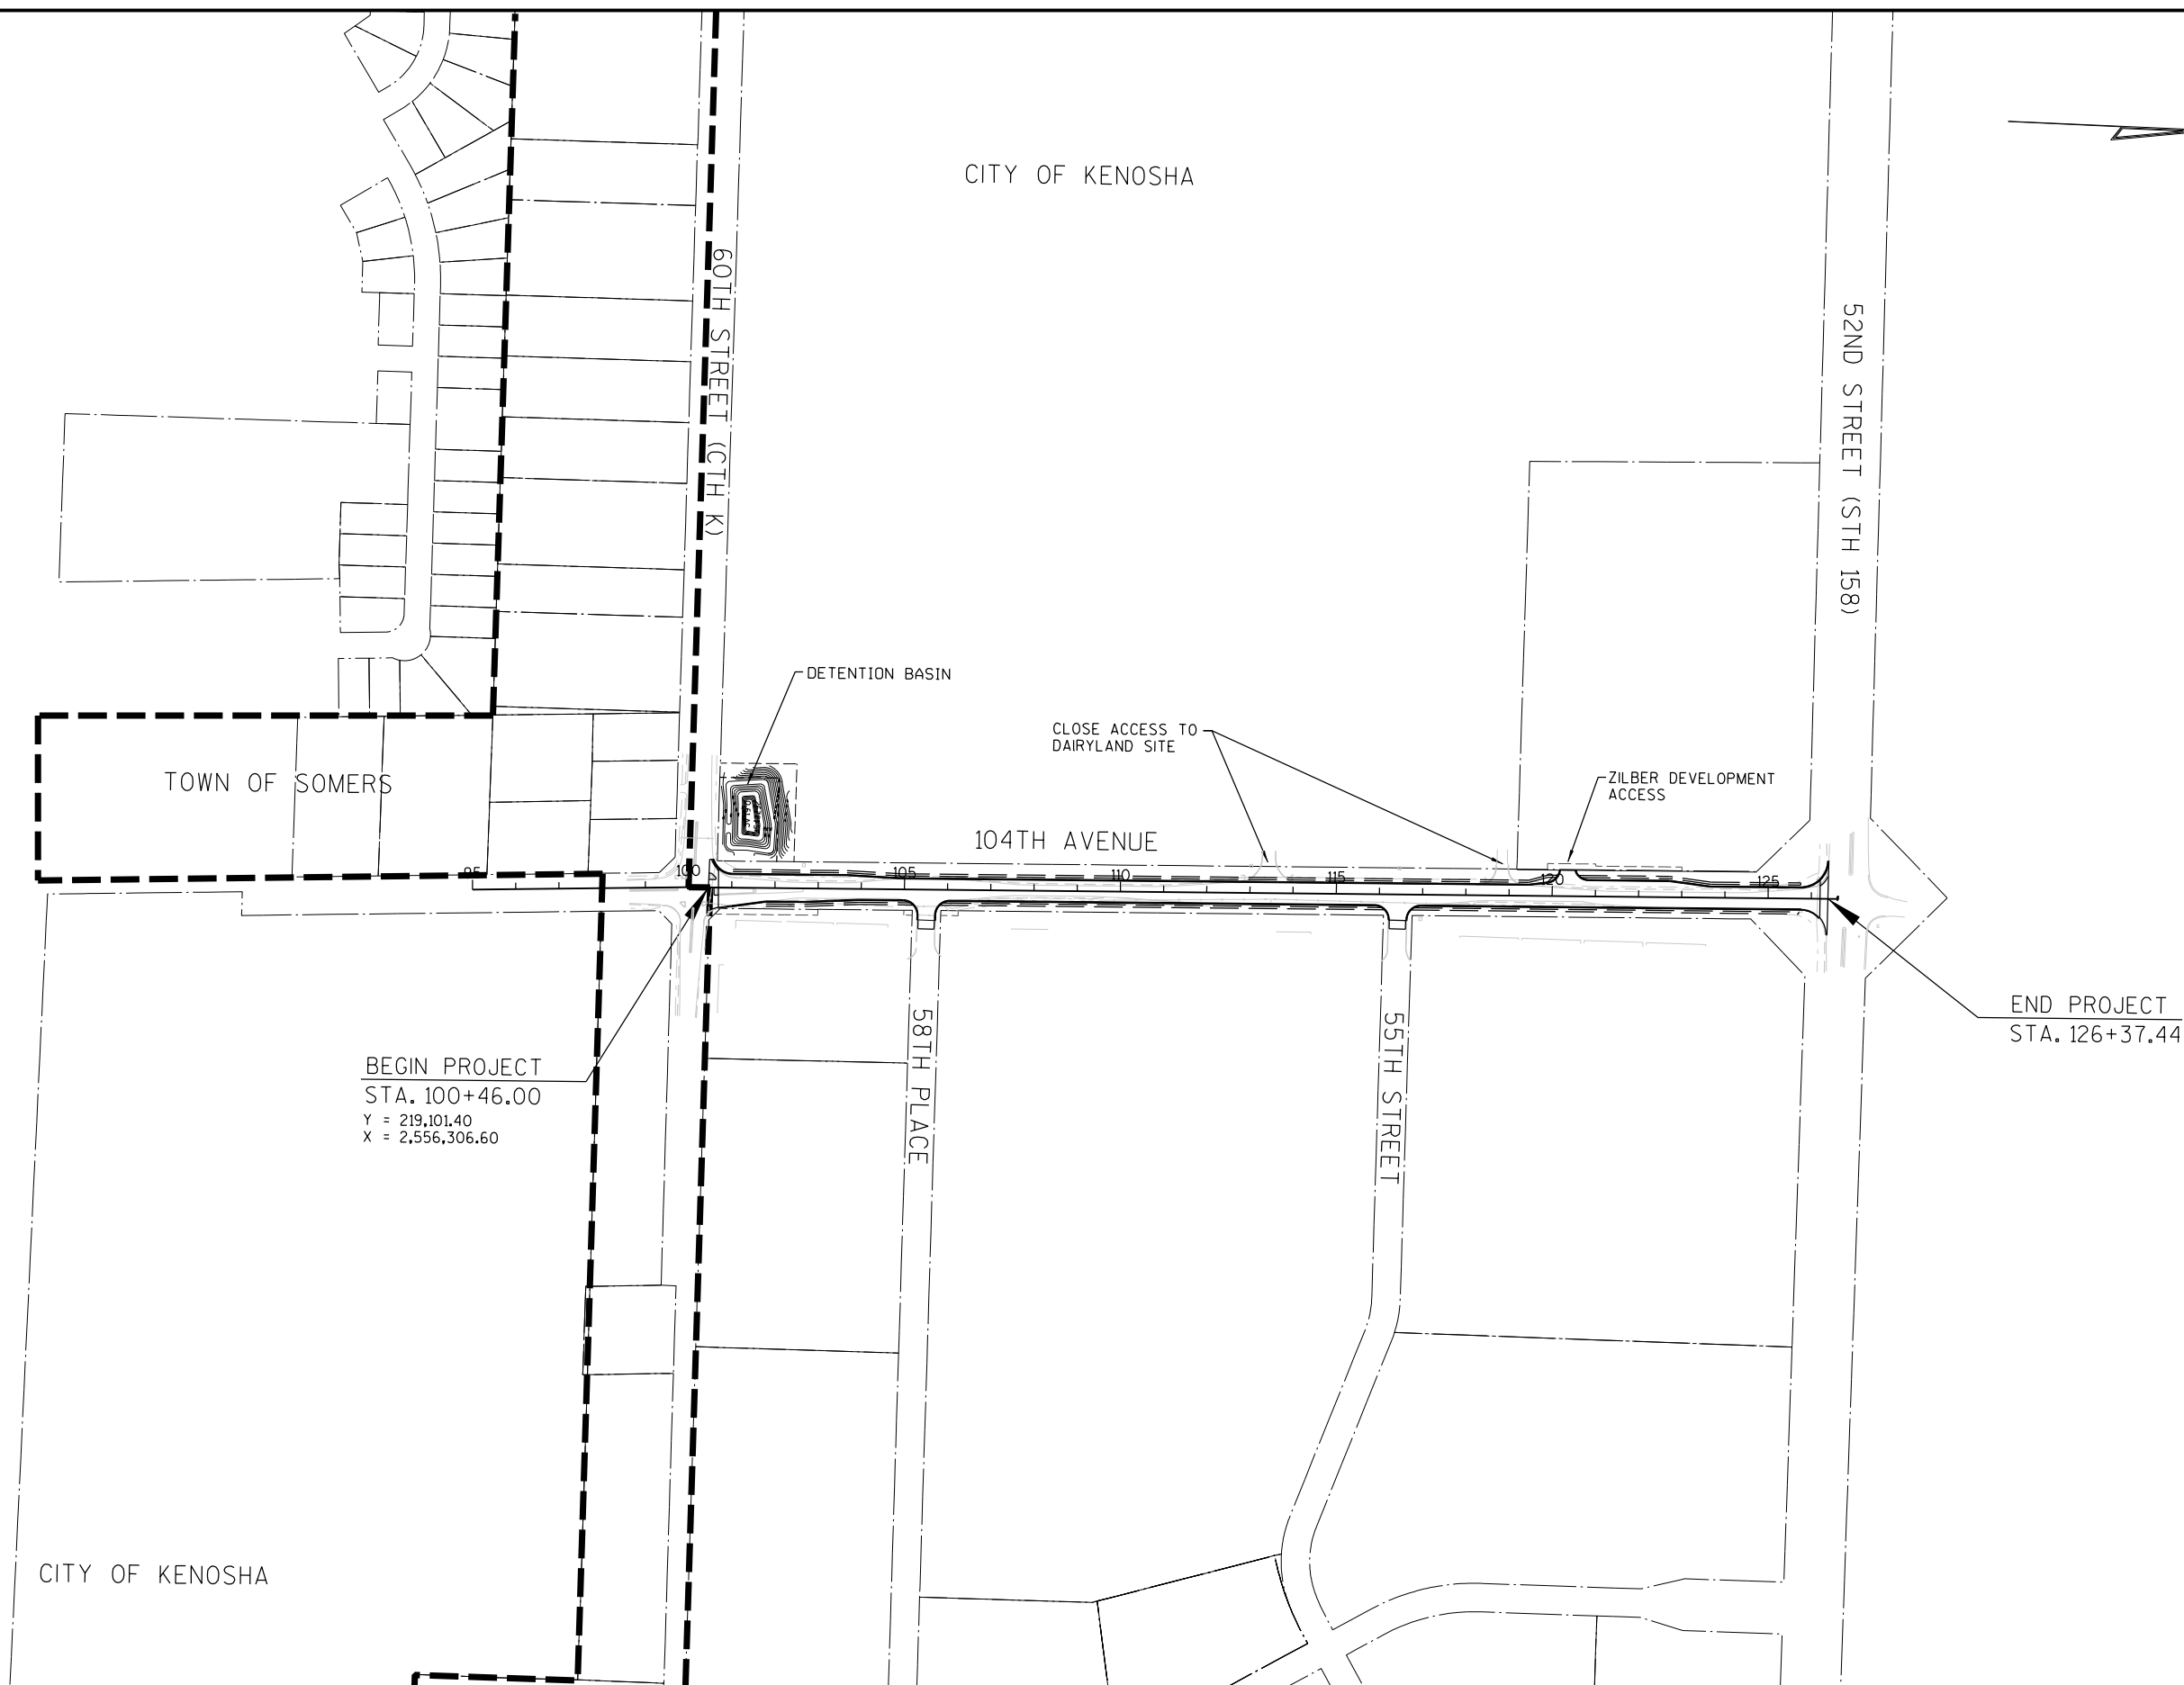 CITY OF KENOSHA
60TH STREET (CTH K)
52ND STREET (STH 158)
DETENTION BASIN
CLOSE ACCESS TO
DAIRYLAND SITE
ZILBER DEVELOPMENT
ACCESS
TOWN OF SOMERS
104TH AVENUE
95
100
105
110
115
120
125
BEGIN PROJECT
STA. 100+46.00
Y = 219,101.40
X = 2,556,306.60
58TH PLACE
55TH STREET
END PROJECT
STA. 126+37.44
CITY OF KENOSHA